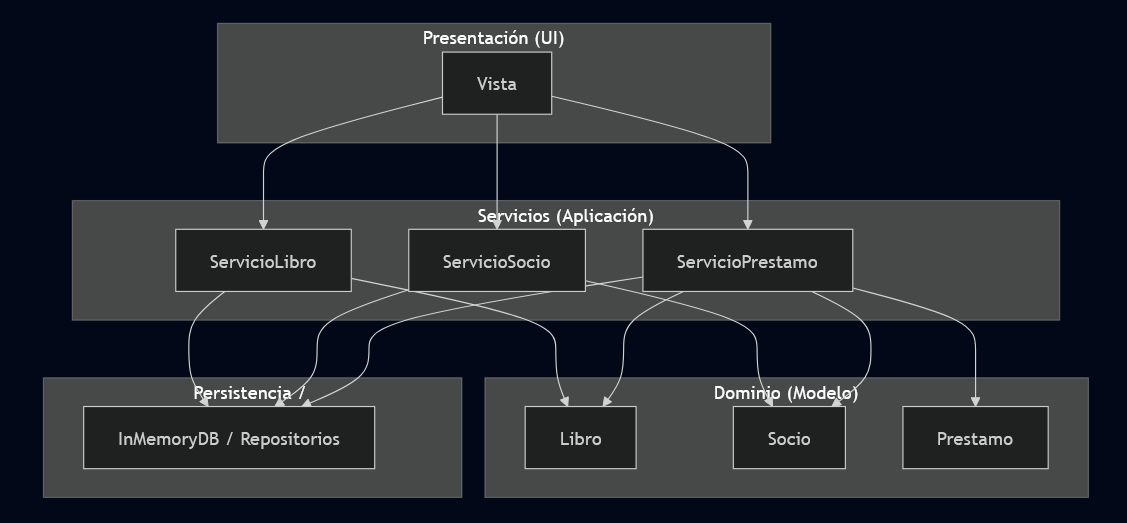 Presentación (UI)
Vista
Servicios (Aplicación)
ServicioLibro
ServicioSocio
ServicioPrestamo
Persistencia /
InMemoryDB / Repositorios
Dominio (Modelo)
Libro
Socio
Prestamo